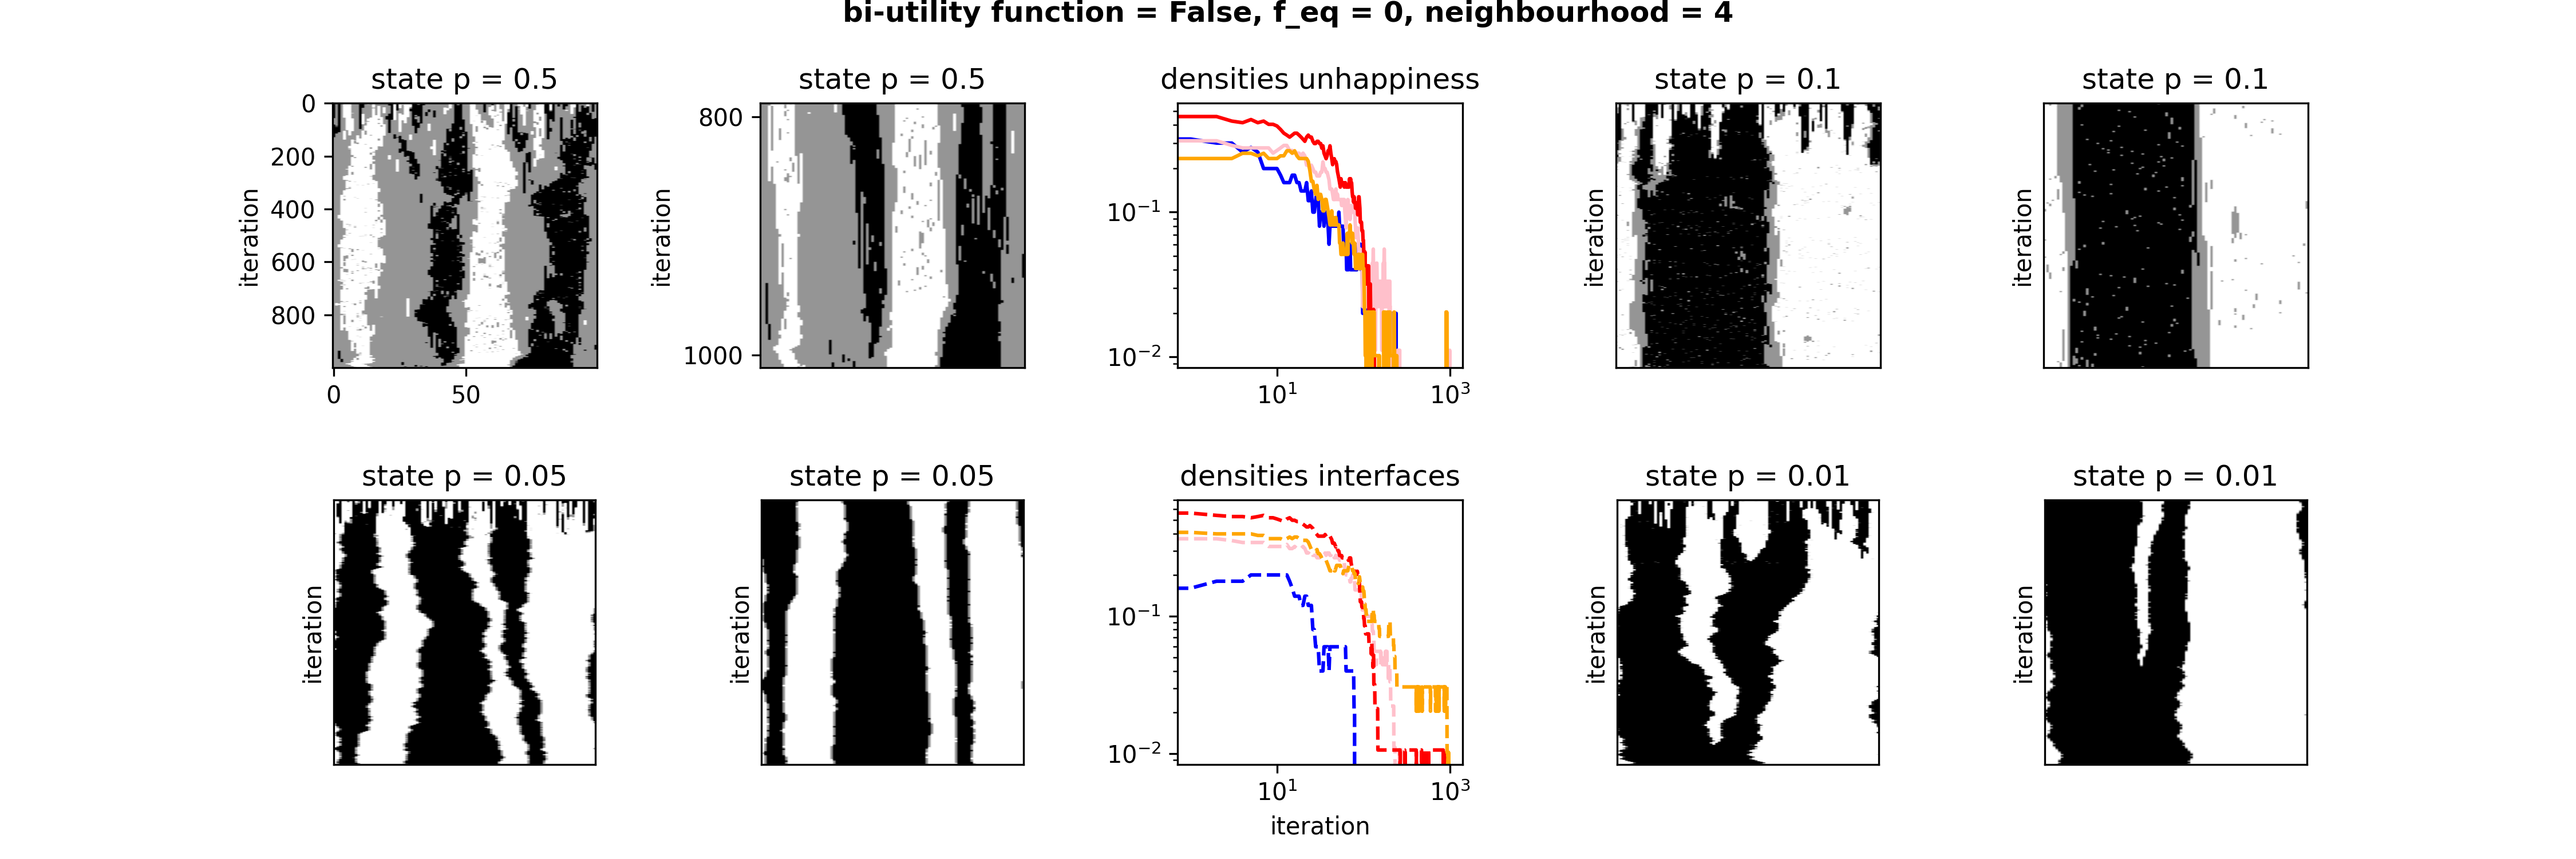 bi-utility function = False, f_eq = 0, neighbourhood = 4
state p = 0.5
state p = 0.5
densities unhappiness
state p = 0.1
state p = 0.1
0
200
400
600
800
iteration
0
50
800
1000
iteration
10⁻¹
10⁻²
10¹
10³
iteration
iteration
state p = 0.05
state p = 0.05
densities interfaces
state p = 0.01
state p = 0.01
iteration
iteration
10⁻¹
10⁻²
10¹
10³
iteration
iteration
iteration